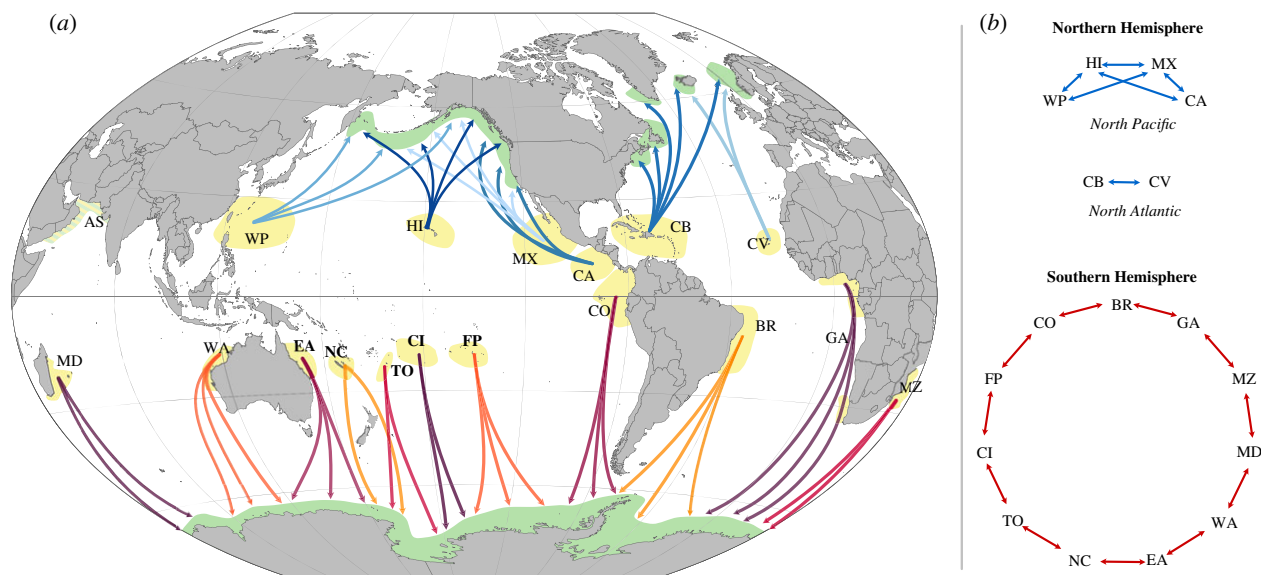 (a)
AS
WP
HI
MX
CA
CB
CV
CO
BR
GA
MD
WA
EA
NC
TO
CI
FP
MZ
(b)
Northern Hemisphere
HI MX
WP CA
North Pacific
CB CV
North Atlantic
Southern Hemisphere
BR
CO GA
FP MZ
CI MD
TO WA
NC EA